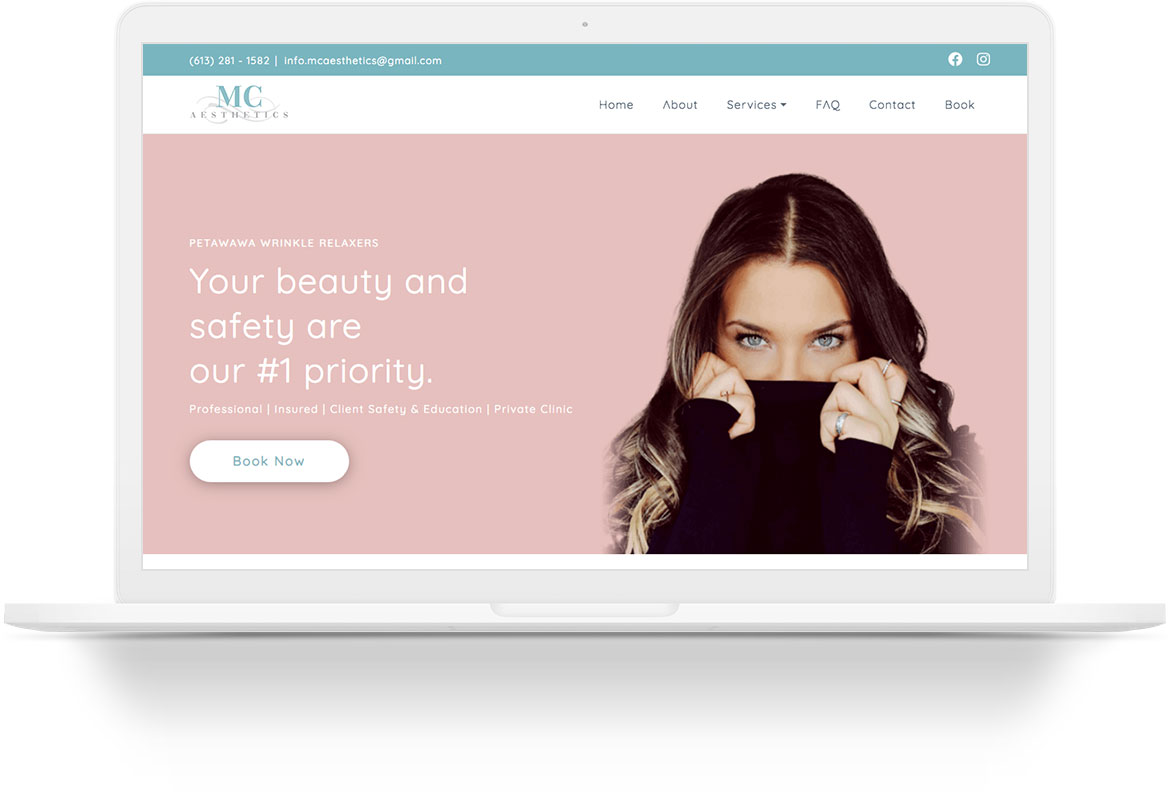 (613) 281 - 1582 | info.mcaesthetics@gmail.com
MC
AESTHETICS
Home About Services FAQ Contact Book
PETAWAWA WRINKLE RELAXERS
Your beauty and
safety are
our #1 priority.
Professional | Insured | Client Safety & Education | Private Clinic
Book Now